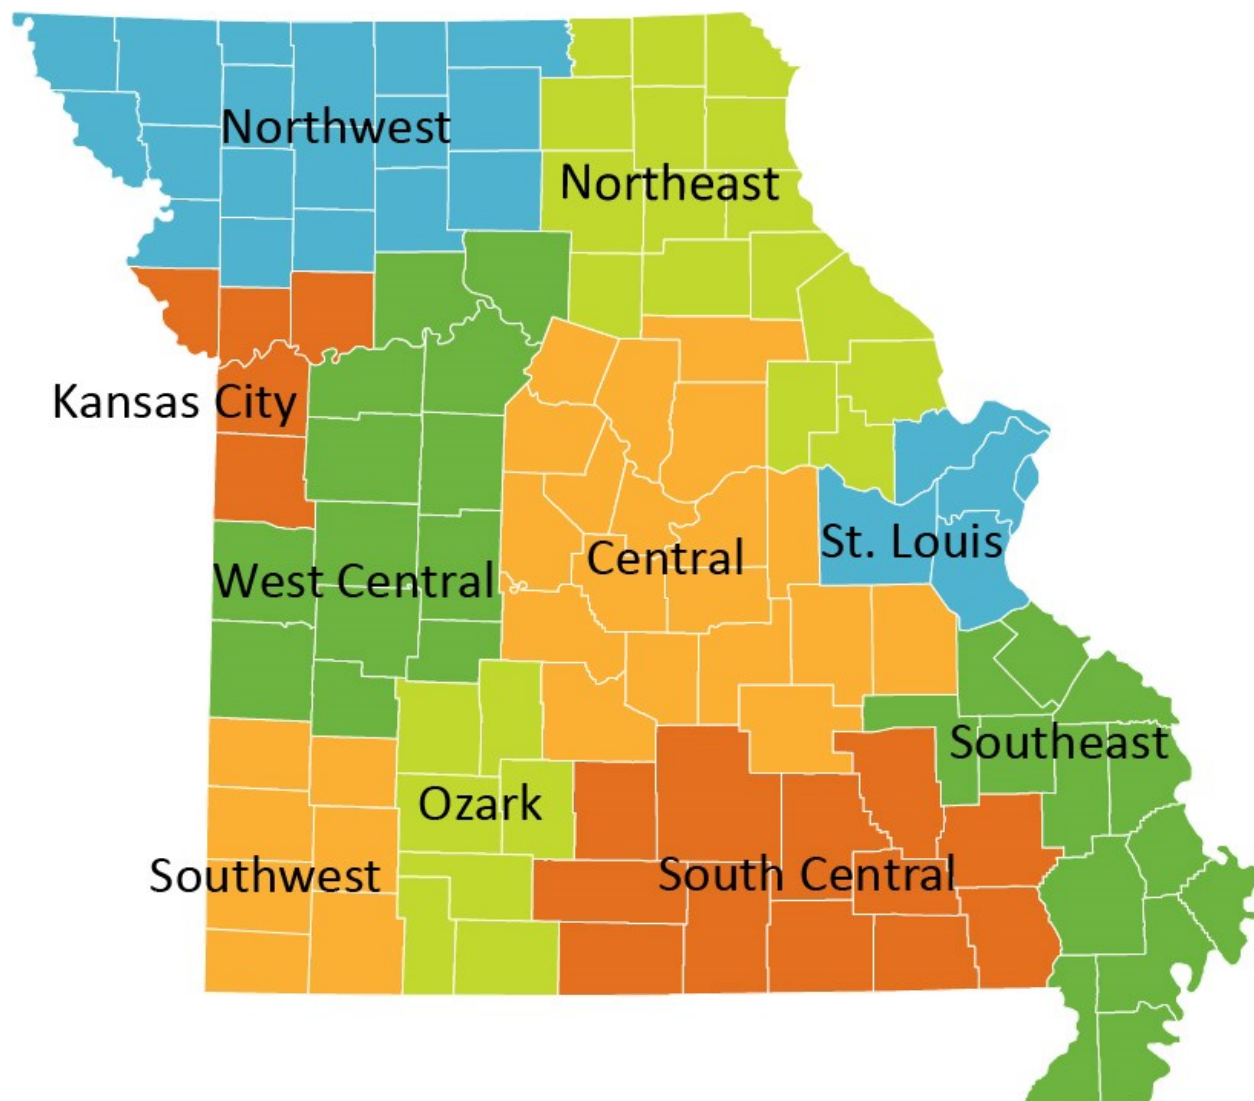 Northwest
Northeast
Kansas City
St. Louis
Central
West Central
Southeast
Ozark
Southwest
South Central